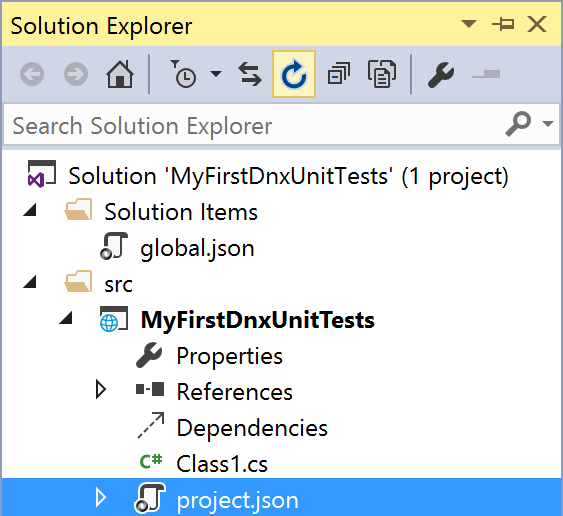 Solution Explorer
Search Solution Explorer
Solution 'MyFirstDnxUnitTests' (1 project)
Solution Items
global.json
src
MyFirstDnxUnitTests
Properties
References
Dependencies
C# Class1.cs
project.json